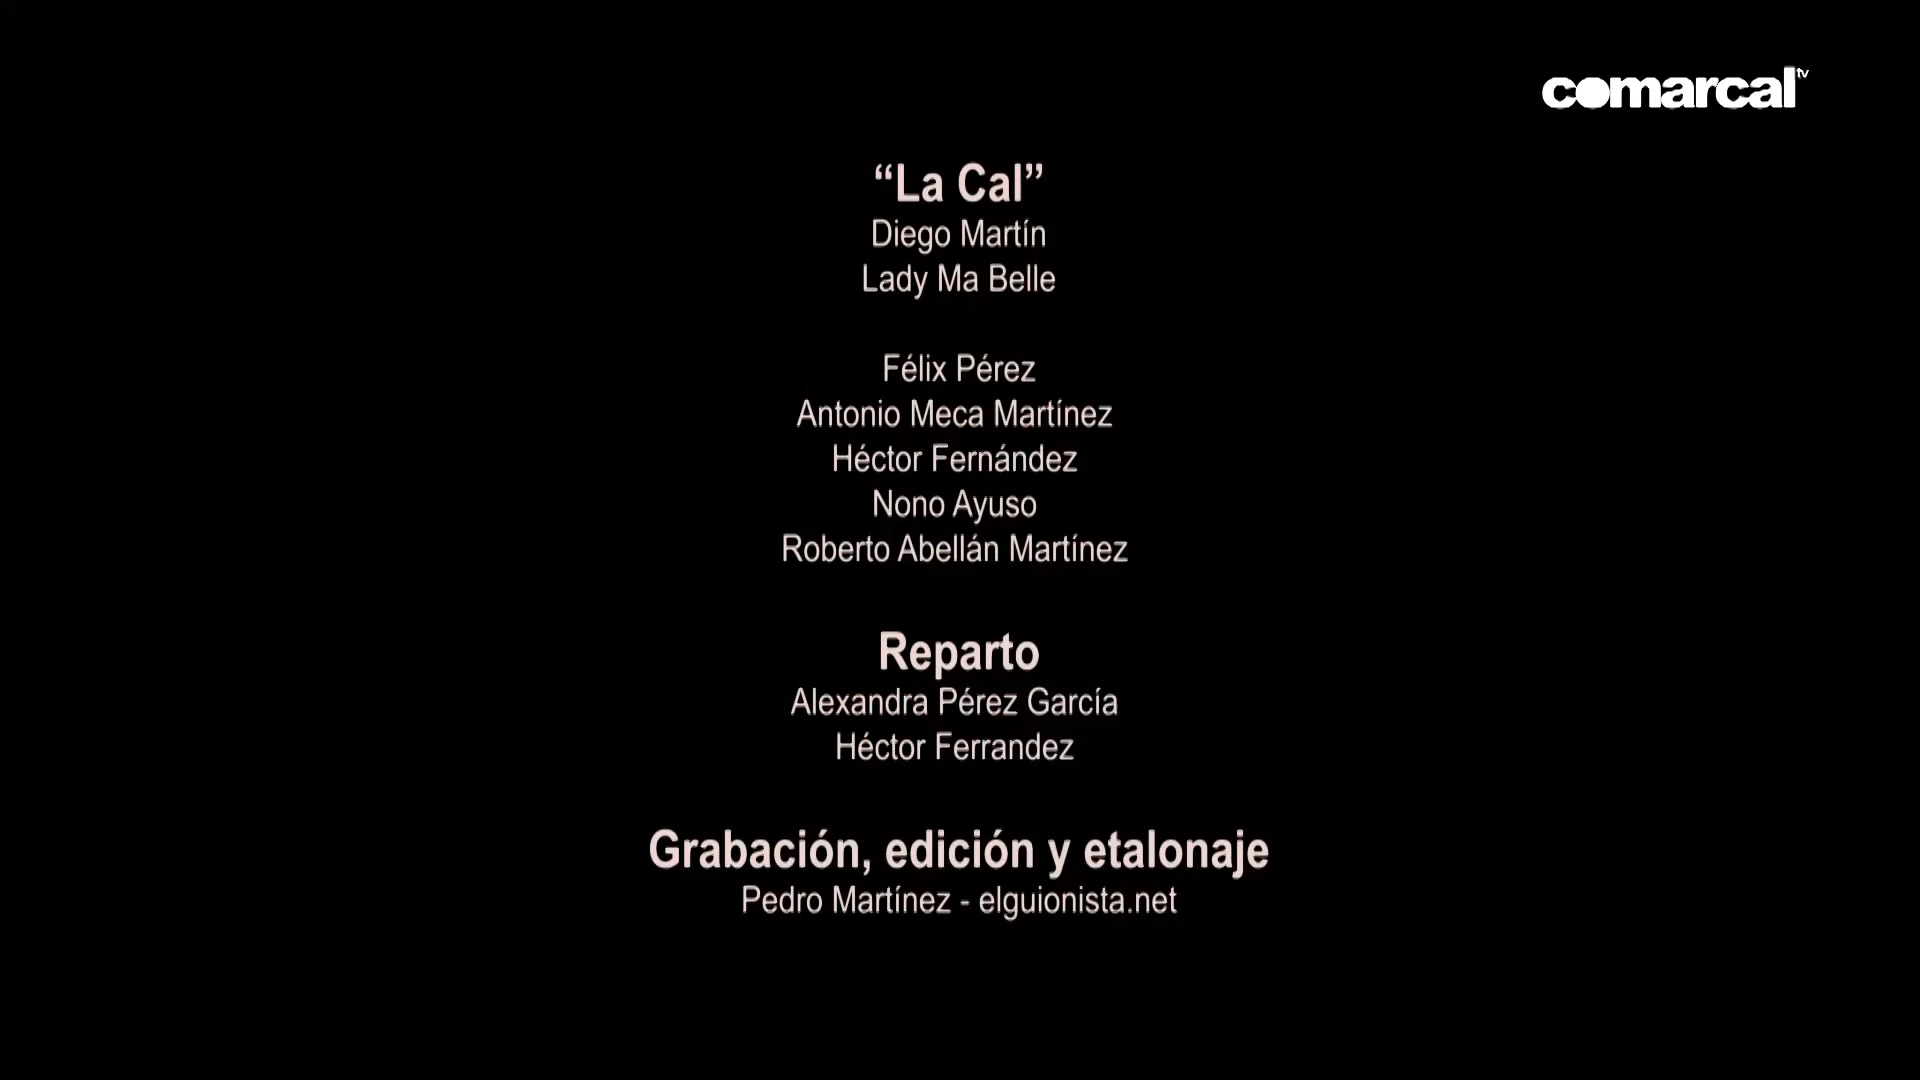 comarcal tv
“La Cal”
Diego Martín
Lady Ma Belle
Félix Pérez
Antonio Meca Martínez
Héctor Fernández
Nono Ayuso
Roberto Abellán Martínez
Reparto
Alexandra Pérez García
Héctor Ferrandez
Grabación, edición y etalonaje
Pedro Martínez - elguionista.net